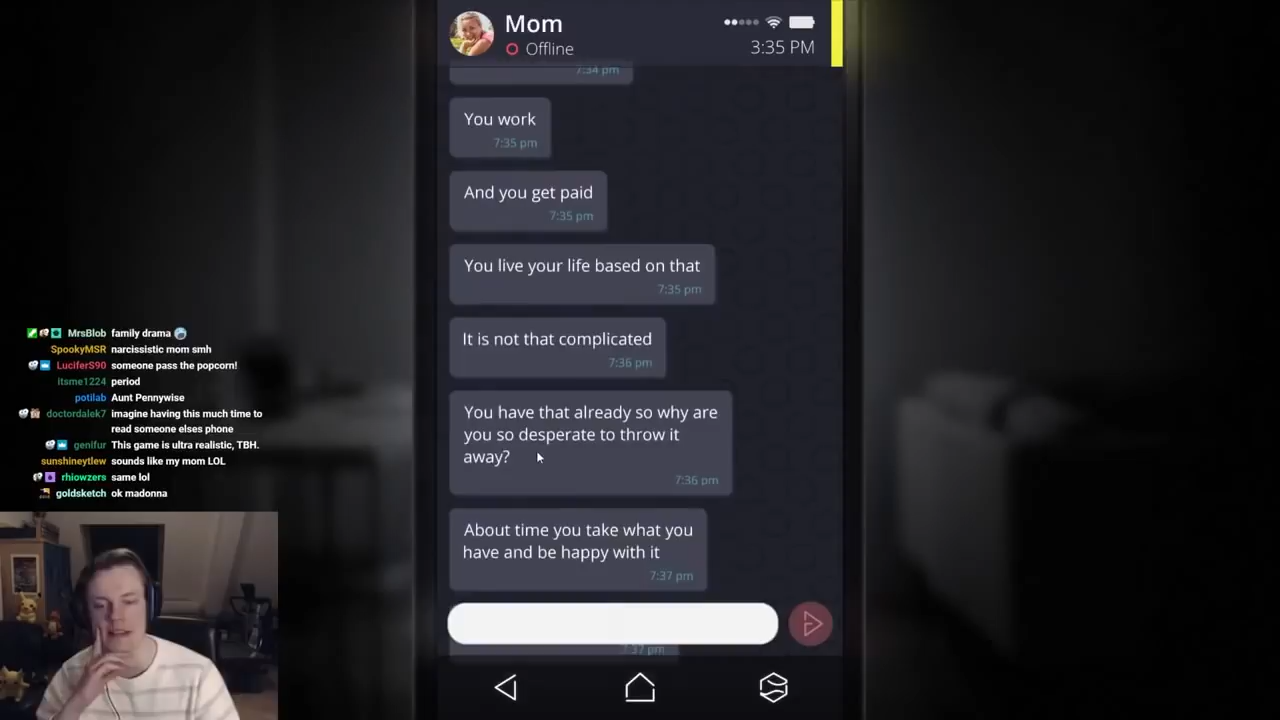 Mom
Offline
3:35 PM
7:34 pm
You work
7:35 pm
And you get paid
7:35 pm
You live your life based on that
7:35 pm
It is not that complicated
7:36 pm
You have that already so why are
you so desperate to throw it
away?
7:36 pm
About time you take what you
have and be happy with it
7:37 pm
7:37 pm
MrsBlob family drama
SpookyMSR narcissistic mom smh
LuciferS90 someone pass the popcorn!
itsme1224 period
potilab Aunt Pennywise
doctordalek7 imagine having this much time to
read someone elses phone
genifur This game is ultra realistic, TBH.
sunshineytlew sounds like my mom LOL
rhiowzers same lol
goldsketch ok madonna